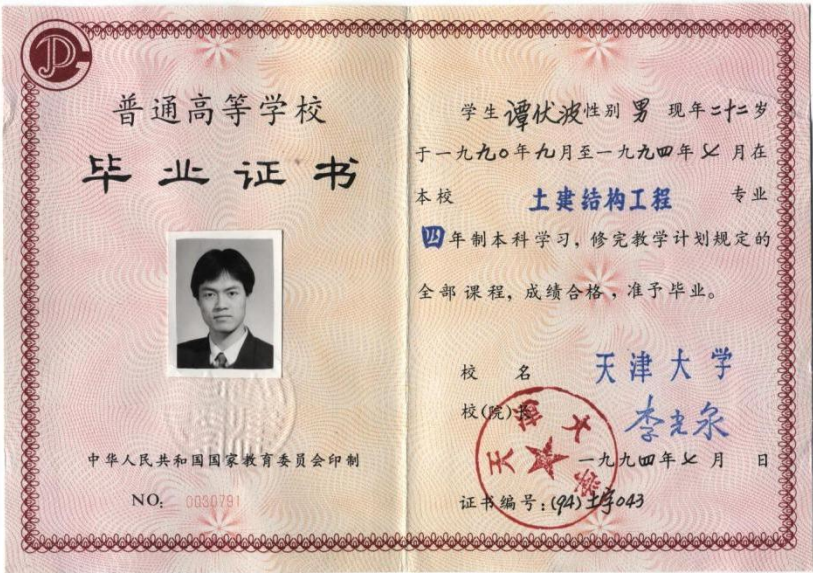 普通高等学校
毕业证书
中华人民共和国国家教育委员会印制
NO: 0030791
学生谭伏波性别 男 现年二十二岁
于一九九〇年九月至一九九四年七月在
本校 土建结构工程 专业
四年制本科学习，修完教学计划规定的
全部课程，成绩合格，准予毕业。
校 名 天津大学
校(院)长 李光泉
天津大学
一九九四年七月 日
证书编号：(94)土字043